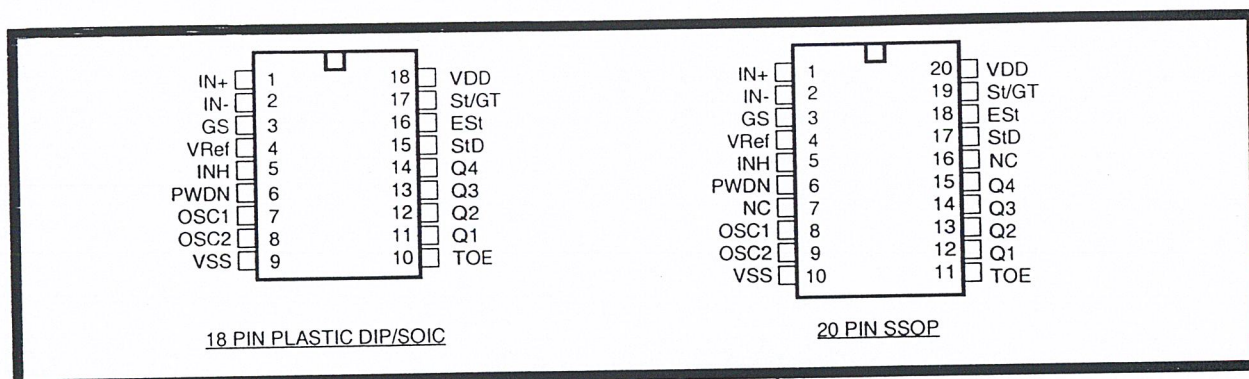 IN+ 1 18 VDD
IN- 2 17 St/GT
GS 3 16 ESt
VRef 4 15 StD
INH 5 14 Q4
PWDN 6 13 Q3
OSC1 7 12 Q2
OSC2 8 11 Q1
VSS 9 10 TOE
18 PIN PLASTIC DIP/SOIC
IN+ 1 20 VDD
IN- 2 19 St/GT
GS 3 18 ESt
VRef 4 17 StD
INH 5 16 NC
PWDN 6 15 Q4
NC 7 14 Q3
OSC1 8 13 Q2
OSC2 9 12 Q1
VSS 10 11 TOE
20 PIN SSOP